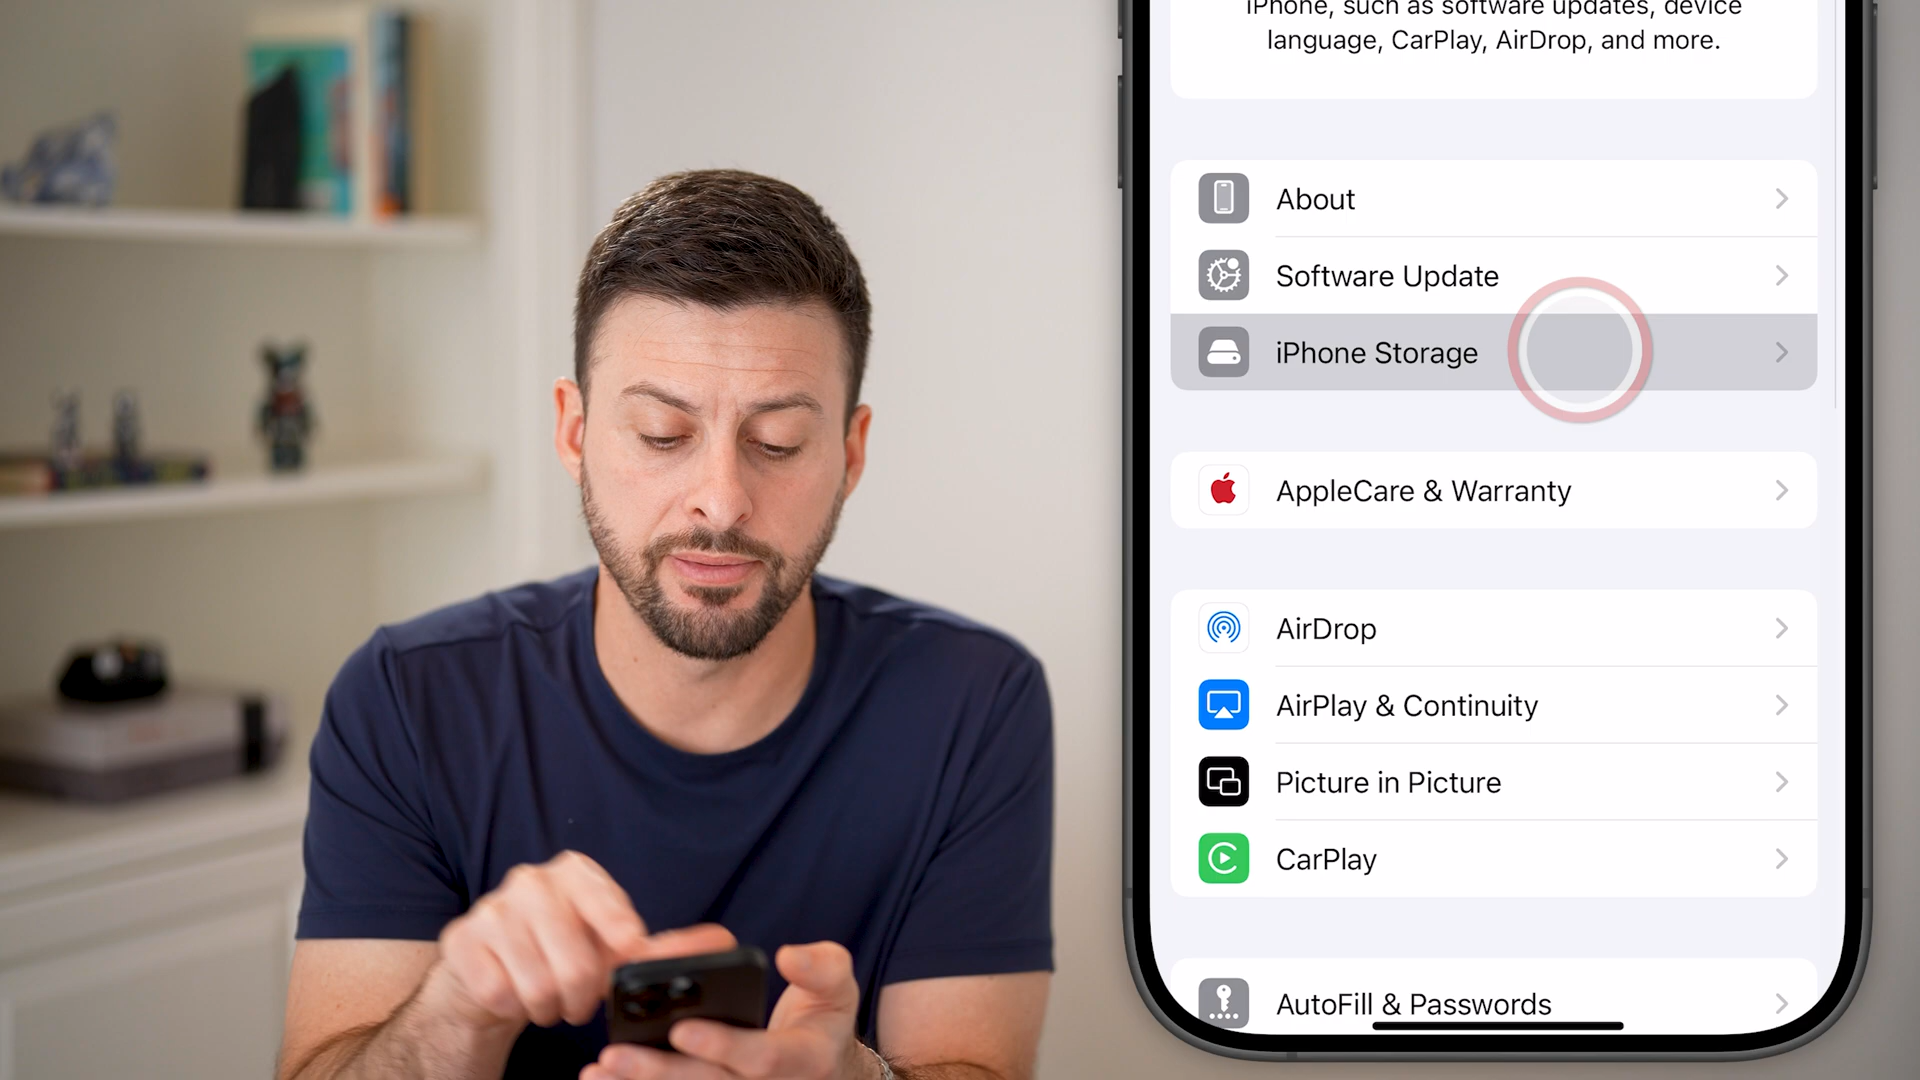 iPhone, such as software updates, device
language, CarPlay, AirDrop, and more.
About
Software Update
iPhone Storage
AppleCare & Warranty
AirDrop
AirPlay & Continuity
Picture in Picture
CarPlay
AutoFill & Passwords